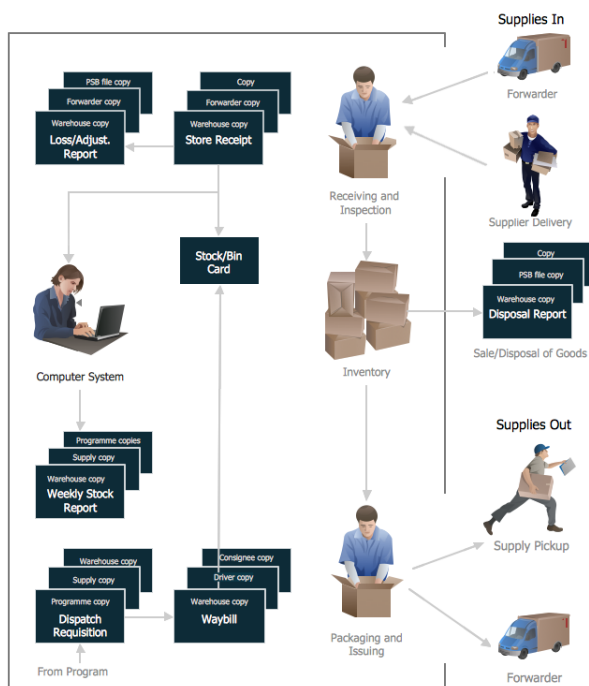 Supplies In
Forwarder
PSB file copy
Forwarder copy
Warehouse copy
Loss/Adjust.
Report
Copy
Forwarder copy
Warehouse copy
Store Receipt
Receiving and
Inspection
Supplier Delivery
Stock/Bin
Card
Copy
PSB file copy
Warehouse copy
Disposal Report
Sale/Disposal of Goods
Computer System
Inventory
Supplies Out
Programme copies
Supply copy
Warehouse copy
Weekly Stock
Report
Supply Pickup
Warehouse copy
Supply copy
Programme copy
Dispatch
Requisition
Consignee copy
Driver copy
Warehouse copy
Waybill
Packaging and
Issuing
From Program
Forwarder